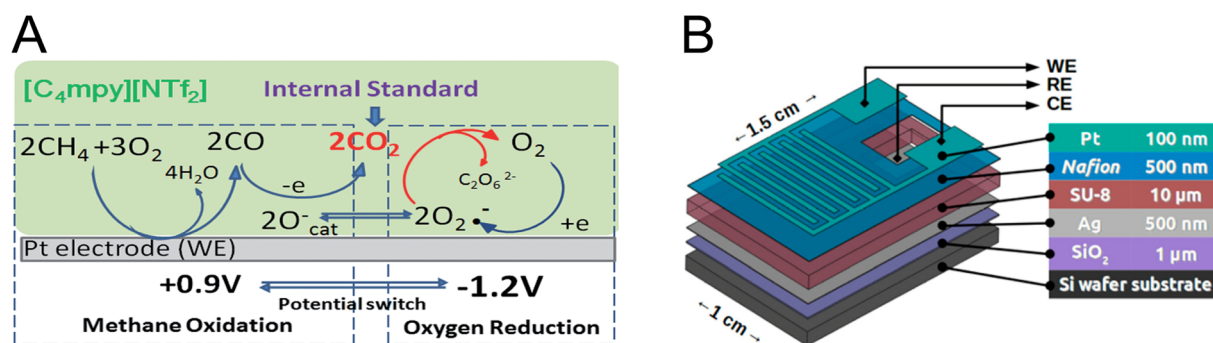 A
[C₄mpy][NTf₂]
Internal Standard
2CH₄+3O₂
2CO
2CO₂
O₂
4H₂O
C₂O₆ ²⁻
-e
2O⁻cat
2O₂•⁻
+e
Pt electrode (WE)
+0.9V
-1.2V
Potential switch
Methane Oxidation
Oxygen Reduction
B
WE
RE
CE
←1.5 cm→
Pt 100 nm
Nafion 500 nm
SU-8 10 µm
Ag 500 nm
SiO₂ 1 µm
Si wafer substrate
←1 cm→